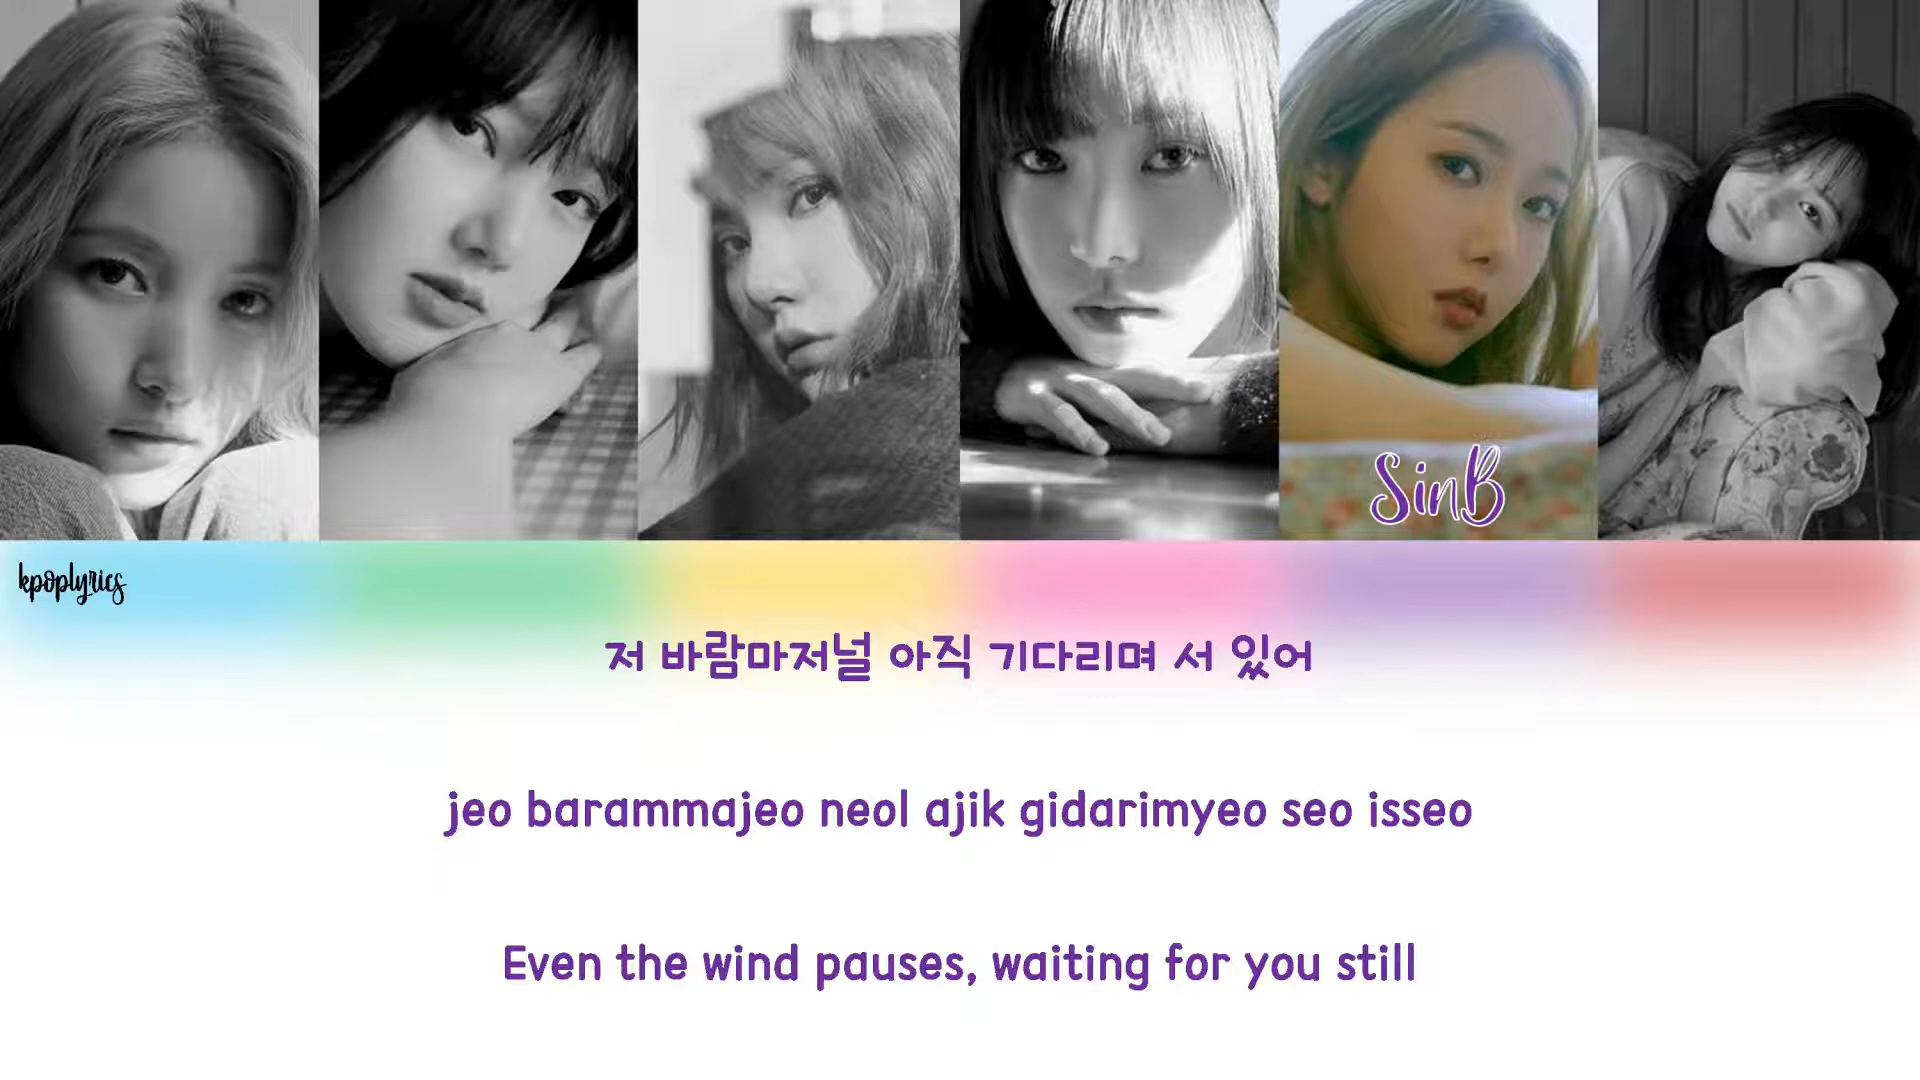 SinB
kpoplyrics
저 바람마저널 아직 기다리며 서 있어
jeo barammajeo neol ajik gidarimyeo seo isseo
Even the wind pauses, waiting for you still